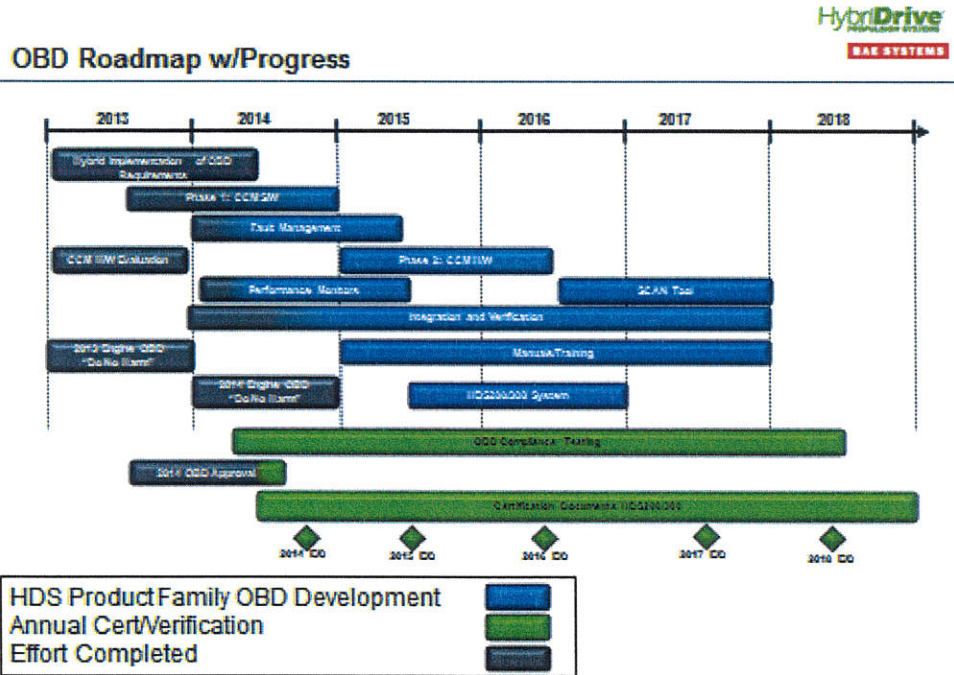 HybriDrive
PROPULSION SYSTEMS
BAE SYSTEMS
OBD Roadmap w/Progress
2013 2014 2015 2016 2017 2018
Hybrid Implementation of OBD
Requirements
Phase 1: CCM S/W
Fault Management
CCM H/W Evaluation
Phase 2: CCM H/W
Performance Monitors
SCAN Tool
Integration and Verification
2013 Engine OBD
"Do No Harm"
Manuals/Training
2014 Engine OBD
"Do No Harm"
HDS200/300 System
OBD Compliance Testing
2014 OBD Approval
Certification Documents HDS200/300
2014 EO
2015 EO
2016 EO
2017 EO
2018 EO
HDS Product Family OBD Development
Annual Cert/Verification
Effort Completed